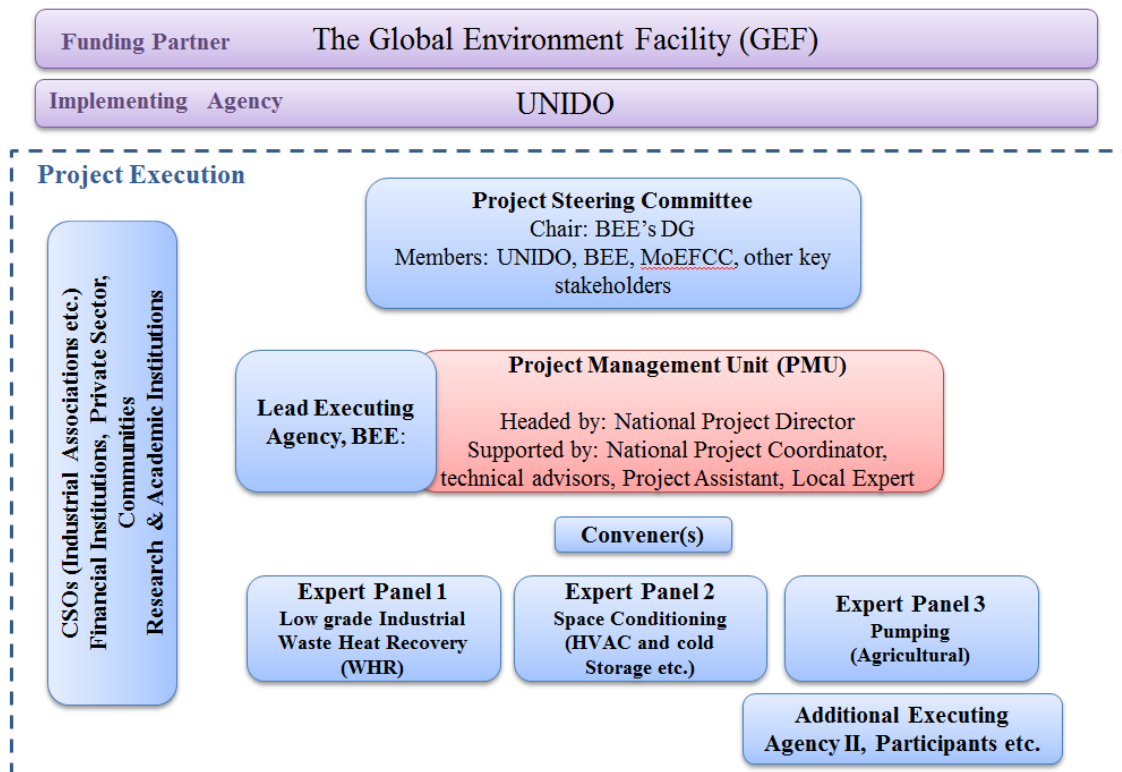 Funding Partner The Global Environment Facility (GEF)
Implementing Agency UNIDO
Project Execution
Project Steering Committee
Chair: BEE's DG
Members: UNIDO, BEE, MoEFCC, other key
stakeholders
CSOs (Industrial Associations etc.)
Financial Institutions, Private Sector,
Communities
Research & Academic Institutions
Lead Executing
Agency, BEE:
Project Management Unit (PMU)
Headed by: National Project Director
Supported by: National Project Coordinator,
technical advisors, Project Assistant, Local Expert
Convener(s)
Expert Panel 1
Low grade Industrial
Waste Heat Recovery
(WHR)
Expert Panel 2
Space Conditioning
(HVAC and cold
Storage etc.)
Expert Panel 3
Pumping
(Agricultural)
Additional Executing
Agency II, Participants etc.